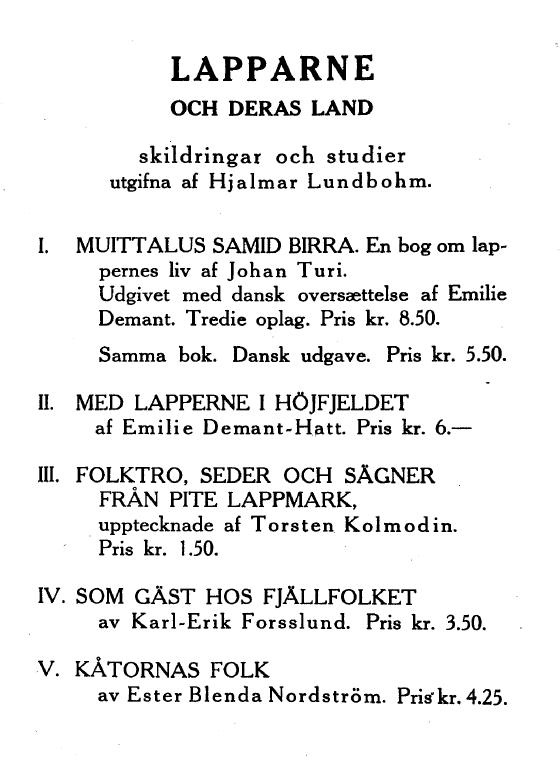 LAPPARNE
OCH DERAS LAND
skildringar och studier
utgifna af Hjalmar Lundbohm.
I. MUITTALUS SAMID BIRRA. En bog om lap-
pernes liv af Johan Turi.
Udgivet med dansk oversættelse af Emilie
Demant. Tredie oplag. Pris kr. 8.50.
Samma bok. Dansk udgave. Pris kr. 5.50.
II. MED LAPPERNE I HÖJFJELDET
af Emilie Demant-Hatt. Pris kr. 6.—
III. FOLKTRO, SEDER OCH SÄGNER
FRÅN PITE LAPPMARK,
upptecknade af Torsten Kolmodin.
Pris kr. 1.50.
IV. SOM GÄST HOS FJÄLLFOLKET
av Karl-Erik Forsslund. Pris kr. 3.50.
V. KÅTORNAS FOLK
av Ester Blenda Nordström. Pris kr. 4.25.